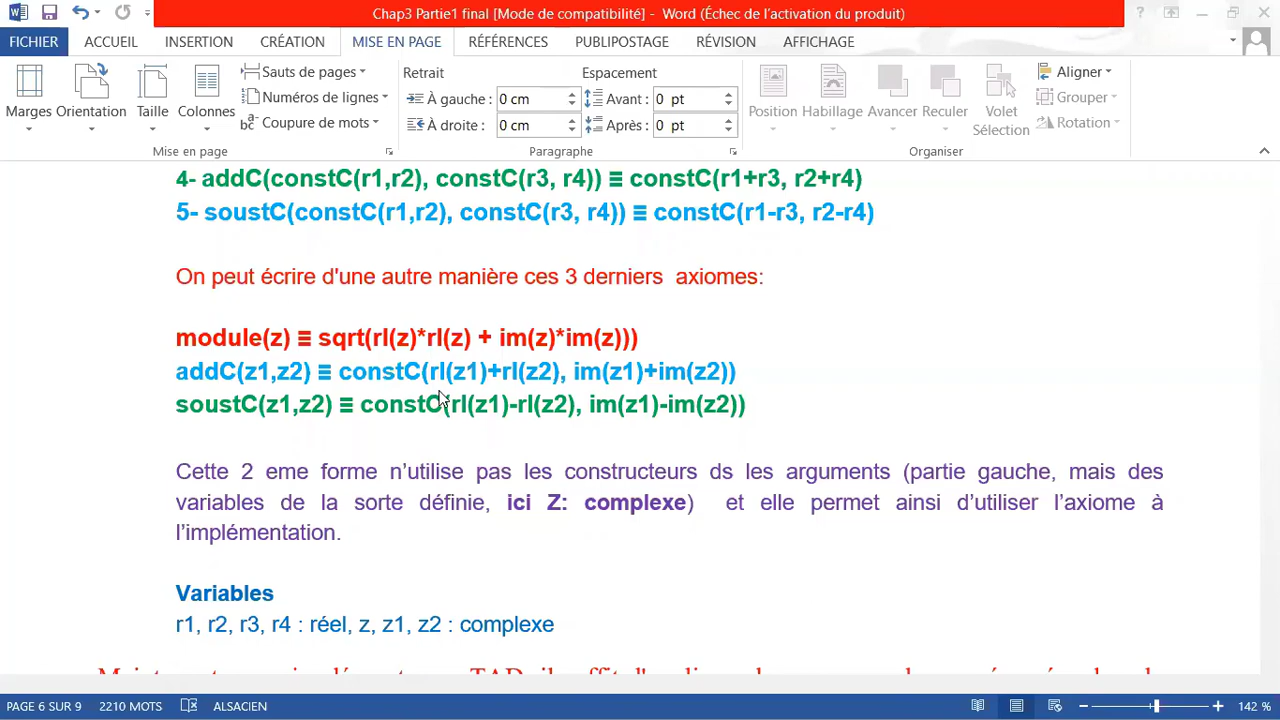 Chap3 Partie1 final [Mode de compatibilité] - Word (Échec de l'activation du produit)
FICHIER ACCUEIL INSERTION CRÉATION MISE EN PAGE RÉFÉRENCES PUBLIPOSTAGE RÉVISION AFFICHAGE
Marges Orientation Taille Colonnes
Sauts de pages
Numéros de lignes
Coupure de mots
Mise en page
Retrait Espacement
À gauche : 0 cm Avant : 0 pt
À droite : 0 cm Après : 0 pt
Paragraphe
Position Habillage Avancer Reculer Volet Sélection
Aligner
Grouper
Rotation
Organiser
4- addC(constC(r1,r2), constC(r3, r4)) ≡ constC(r1+r3, r2+r4)
5- soustC(constC(r1,r2), constC(r3, r4)) ≡ constC(r1-r3, r2-r4)
On peut écrire d'une autre manière ces 3 derniers axiomes:
module(z) ≡ sqrt(rl(z)*rl(z) + im(z)*im(z)))
addC(z1,z2) ≡ constC(rl(z1)+rl(z2), im(z1)+im(z2))
soustC(z1,z2) ≡ constC(rl(z1)-rl(z2), im(z1)-im(z2))
Cette 2 eme forme n'utilise pas les constructeurs ds les arguments (partie gauche, mais des
variables de la sorte définie, ici Z: complexe) et elle permet ainsi d'utiliser l'axiome à
l'implémentation.
Variables
r1, r2, r3, r4 : réel, z, z1, z2 : complexe
PAGE 6 SUR 9 2210 MOTS ALSACIEN 142 %